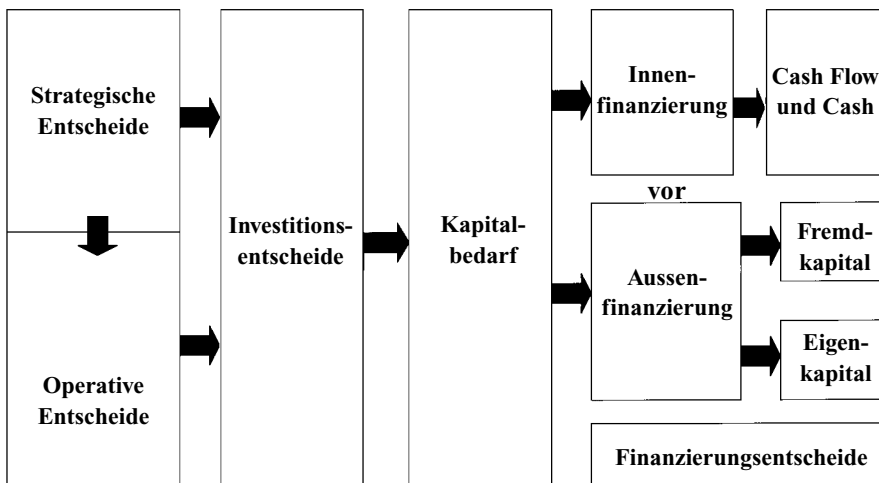 Strategische
Entscheide
Operative
Entscheide
Investitions-
entscheide
Kapital-
bedarf
Innen-
finanzierung
Cash Flow
und Cash
vor
Aussen-
finanzierung
Fremd-
kapital
Eigen-
kapital
Finanzierungsentscheide